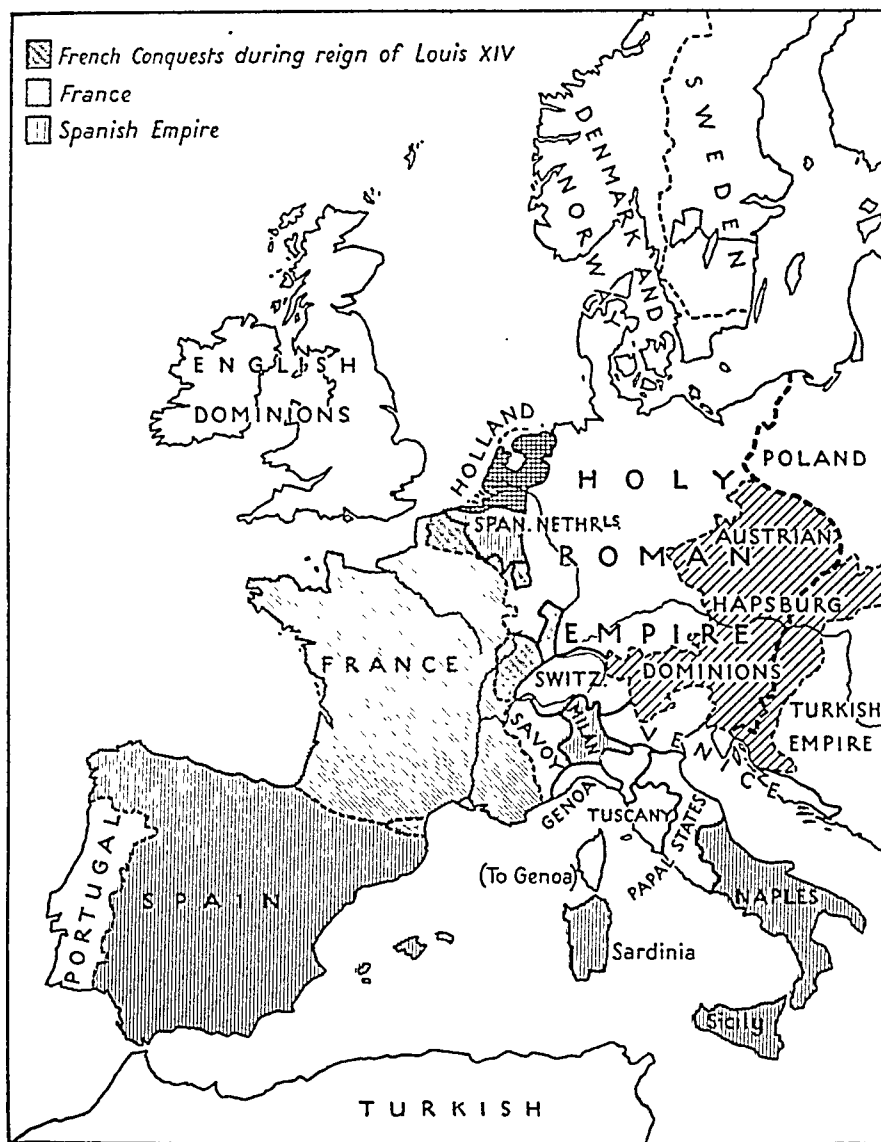 French Conquests during reign of Louis XIV
France
Spanish Empire
DENMARK AND
NORWAY
SWEDEN
ENGLISH
DOMINIONS
HOLLAND
HOLY
ROMAN
EMPIRE
POLAND
SPAN. NETHRLS.
AUSTRIAN
HAPSBURG
DOMINIONS
FRANCE
SWITZ.
TURKISH
EMPIRE
SAVOY
MILAN
VENICE
GENOA
TUSCANY
PAPAL STATES
(To Genoa)
NAPLES
PORTUGAL
SPAIN
Sardinia
Sicily
TURKISH